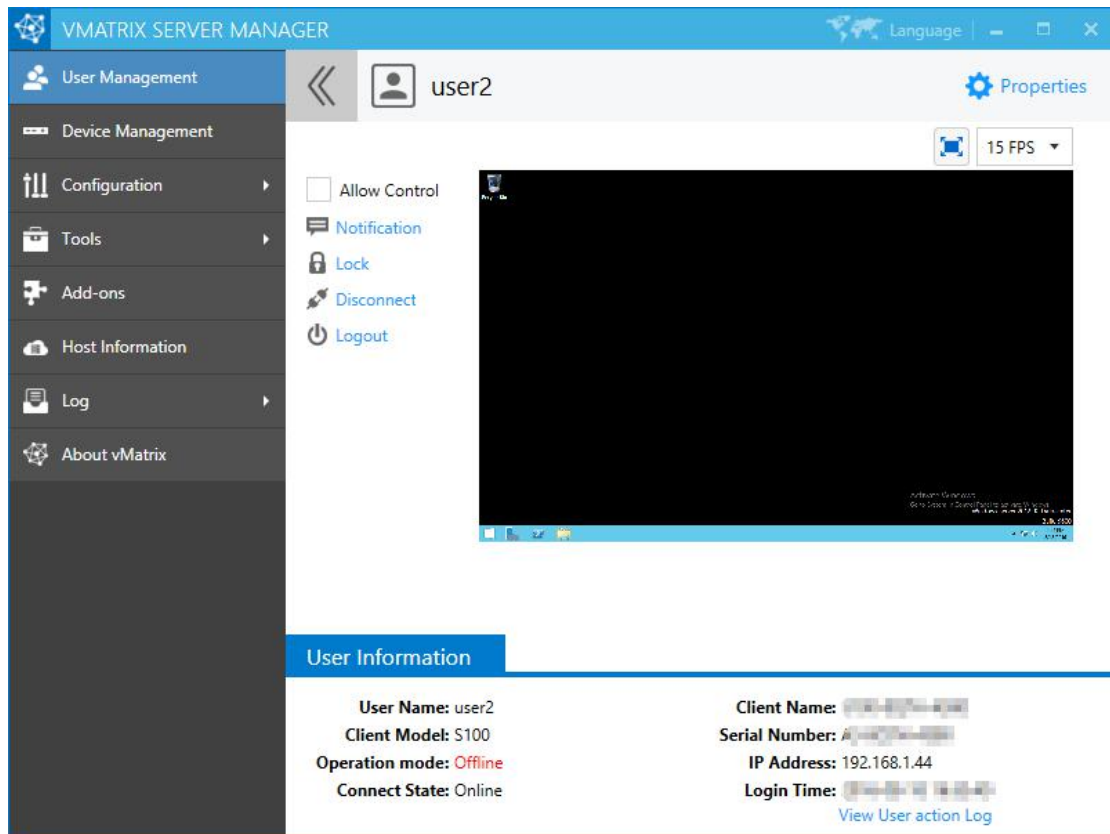 VMATRIX SERVER MANAGER
Language
User Management
user2
Properties
Device Management
15 FPS
Configuration
Allow Control
Notification
Tools
Lock
Add-ons
Disconnect
Host Information
Logout
Log
About vMatrix
Activate Windows
User Information
User Name: user2
Client Name:
Client Model: S100
Serial Number:
Operation mode: Offline
IP Address: 192.168.1.44
Connect State: Online
Login Time:
View User action Log